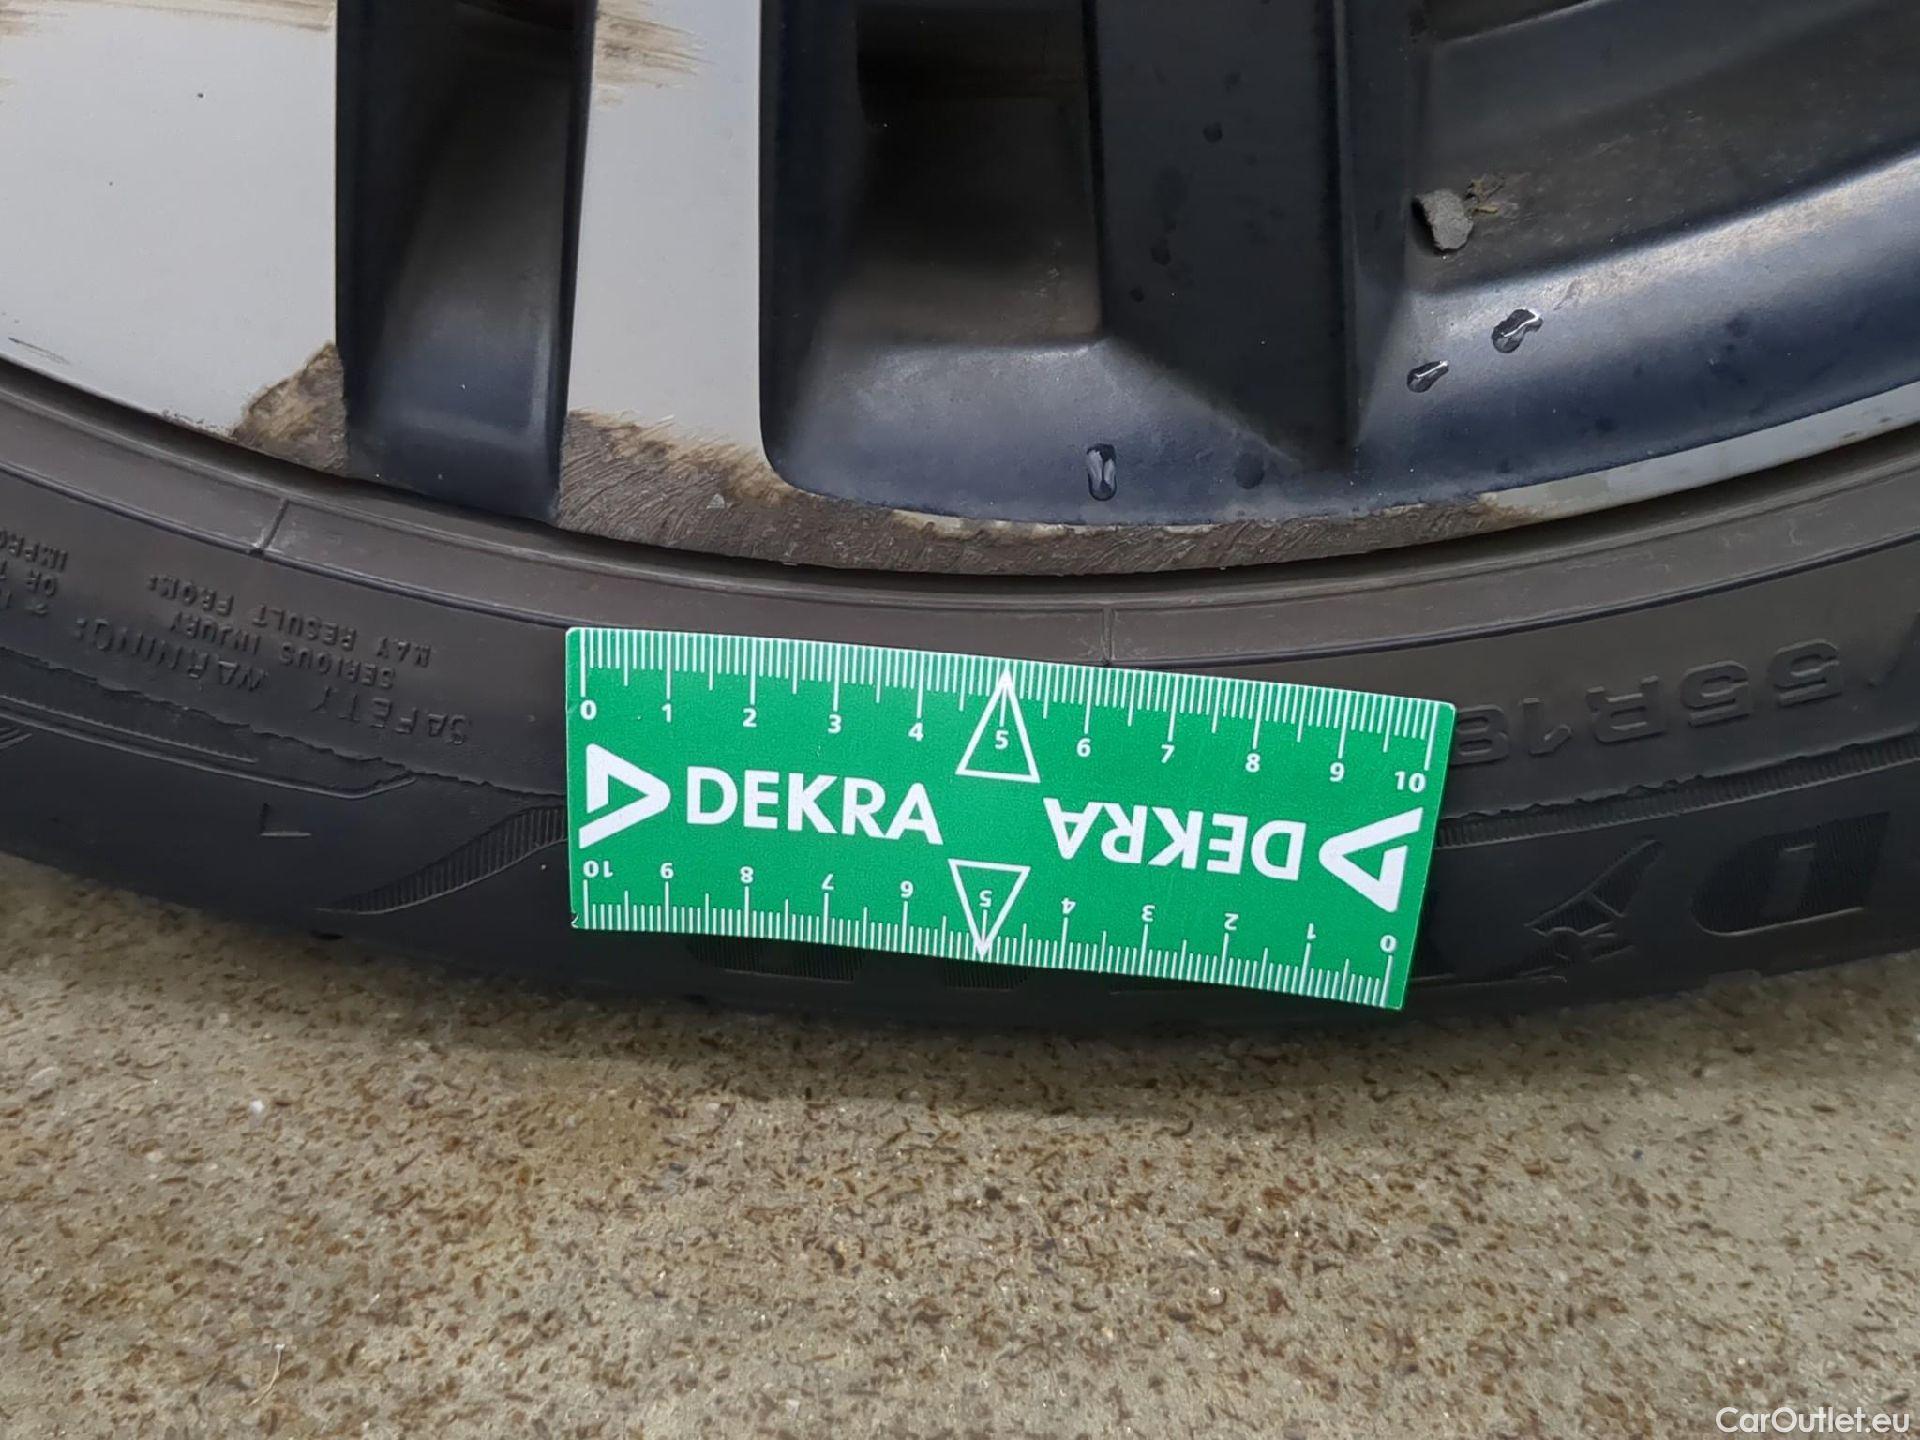 SAFETY WARNING:
SERIOUS INJURY
MAY RESULT FROM:
55R18
0 1 2 3 4 5 6 7 8 9 10
DEKRA
DEKRA
10 9 8 7 6 5 4 3 2 1 0
CarOutlet.eu